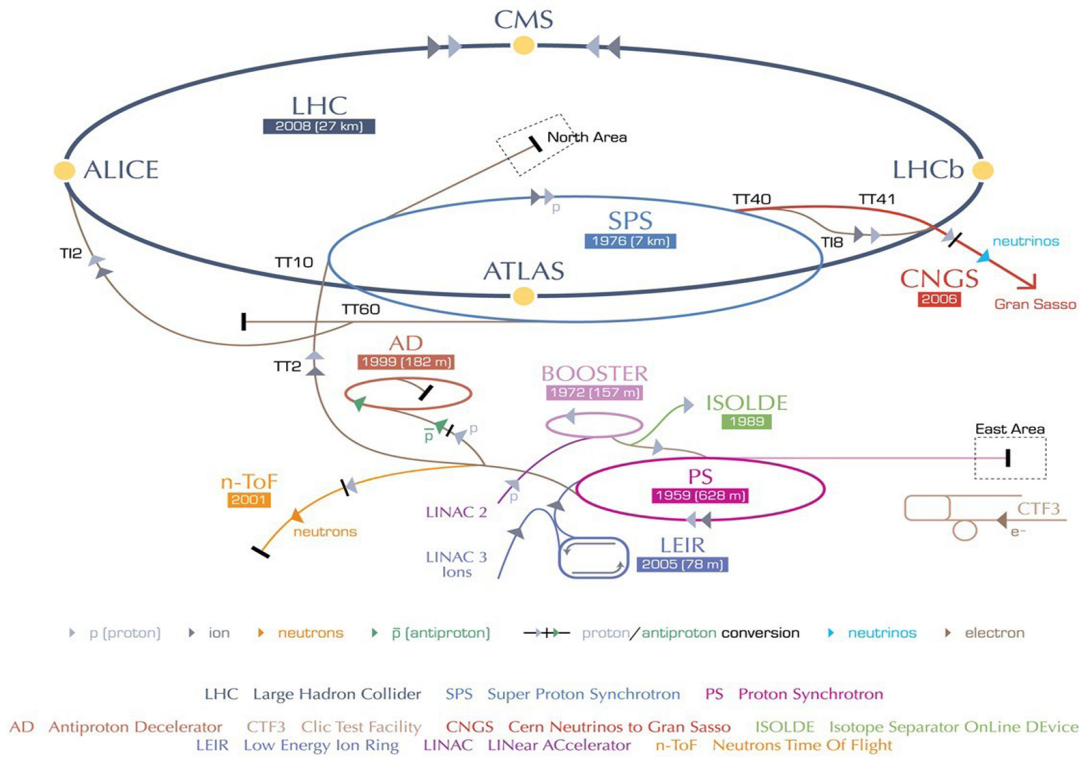 CMS
LHC
2008 (27 km)
North Area
ALICE
LHCb
TT40
TT41
p
SPS
1976 (7 km)
TI8
neutrinos
TI2
TT10
ATLAS
CNGS
2006
Gran Sasso
TT60
AD
1999 (182 m)
TT2
BOOSTER
1972 (157 m)
ISOLDE
1989
p
p̄
East Area
n-ToF
2001
PS
1959 (628 m)
p
LINAC 2
neutrons
CTF3
e–
LEIR
2005 (78 m)
LINAC 3
Ions
p (proton)
ion
neutrons
p̄ (antiproton)
proton/antiproton conversion
neutrinos
electron
LHC Large Hadron Collider SPS Super Proton Synchrotron PS Proton Synchrotron
AD Antiproton Decelerator CTF3 Clic Test Facility CNGS Cern Neutrinos to Gran Sasso ISOLDE Isotope Separator OnLine DEvice
LEIR Low Energy Ion Ring LINAC LINear ACcelerator n-ToF Neutrons Time Of Flight